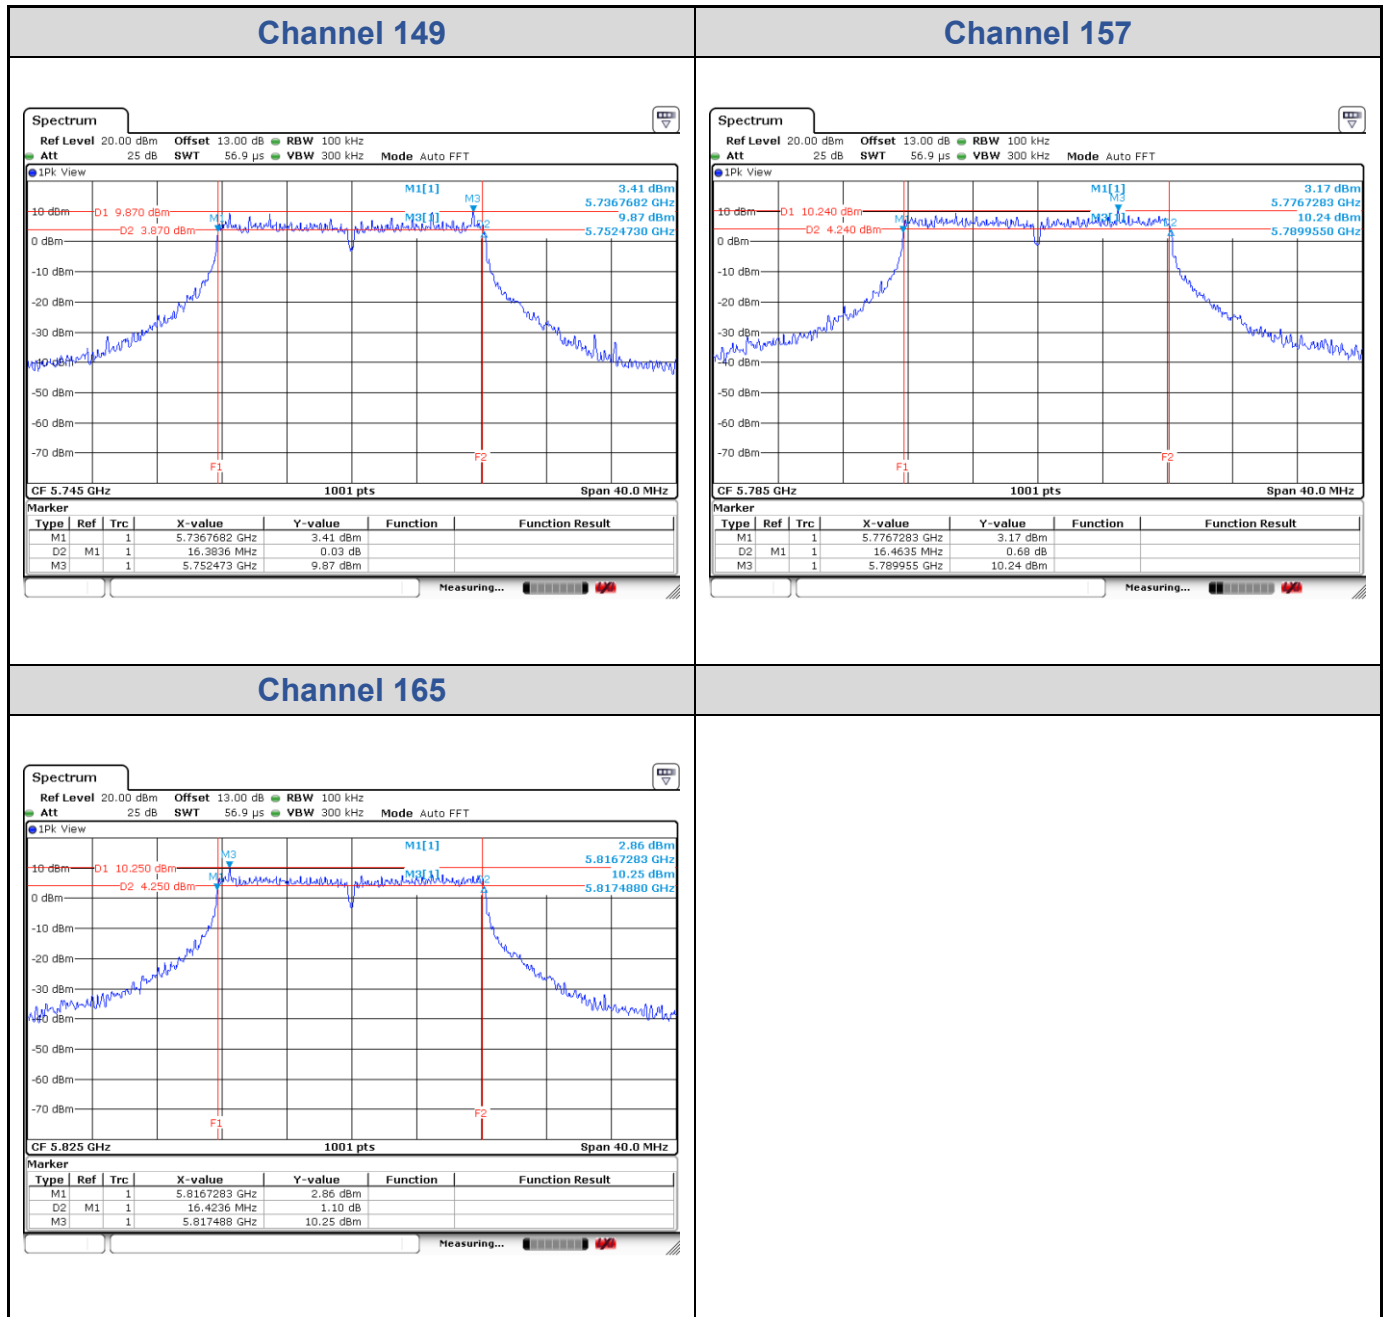 Channel 149
Channel 157
Spectrum
Ref Level 20.00 dBm Offset 13.00 dB RBW 100 kHz
Att 25 dB SWT 56.9 µs VBW 300 kHz Mode Auto FFT
1Pk View
M1[1] 3.41 dBm
5.7367682 GHz
M3[1] 9.87 dBm
5.7524730 GHz
M3
D1 9.870 dBm
D2 3.870 dBm
10 dBm
0 dBm
-10 dBm
-20 dBm
-30 dBm
-40 dBm
-50 dBm
-60 dBm
-70 dBm
F1
F2
CF 5.745 GHz 1001 pts Span 40.0 MHz
Marker
Type Ref Trc X-value Y-value Function Function Result
M1 1 5.7367682 GHz 3.41 dBm
D2 M1 1 16.3836 MHz 0.03 dB
M3 1 5.752473 GHz 9.87 dBm
Measuring...
Spectrum
Ref Level 20.00 dBm Offset 13.00 dB RBW 100 kHz
Att 25 dB SWT 56.9 µs VBW 300 kHz Mode Auto FFT
1Pk View
M1[1] 3.17 dBm
5.7767283 GHz
M3[1] 10.24 dBm
5.7899550 GHz
M3
D1 10.240 dBm
D2 4.240 dBm
10 dBm
0 dBm
-10 dBm
-20 dBm
-30 dBm
-40 dBm
-50 dBm
-60 dBm
-70 dBm
F1
F2
CF 5.785 GHz 1001 pts Span 40.0 MHz
Marker
Type Ref Trc X-value Y-value Function Function Result
M1 1 5.7767283 GHz 3.17 dBm
D2 M1 1 16.4635 MHz 0.68 dB
M3 1 5.789955 GHz 10.24 dBm
Measuring...
Channel 165
Spectrum
Ref Level 20.00 dBm Offset 13.00 dB RBW 100 kHz
Att 25 dB SWT 56.9 µs VBW 300 kHz Mode Auto FFT
1Pk View
M1[1] 2.86 dBm
5.8167283 GHz
M3[1] 10.25 dBm
5.8174880 GHz
M3
D1 10.250 dBm
D2 4.250 dBm
10 dBm
0 dBm
-10 dBm
-20 dBm
-30 dBm
-40 dBm
-50 dBm
-60 dBm
-70 dBm
F1
F2
CF 5.825 GHz 1001 pts Span 40.0 MHz
Marker
Type Ref Trc X-value Y-value Function Function Result
M1 1 5.8167283 GHz 2.86 dBm
D2 M1 1 16.4236 MHz 1.10 dB
M3 1 5.817488 GHz 10.25 dBm
Measuring...